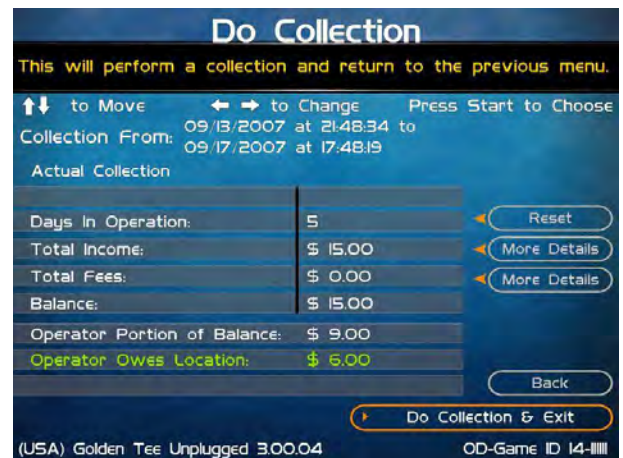 Do Collection
This will perform a collection and return to the previous menu.
to Move to Change Press Start to Choose
Collection From: 09/13/2007 at 21:48:34 to
09/17/2007 at 17:48:19
Actual Collection
Days In Operation: 5 Reset
Total Income: $ 15.00 More Details
Total Fees: $ 0.00 More Details
Balance: $ 15.00
Operator Portion of Balance: $ 9.00
Operator Owes Location: $ 6.00
Back
Do Collection & Exit
(USA) Golden Tee Unplugged 3.00.04 OD-Game ID 14-111111